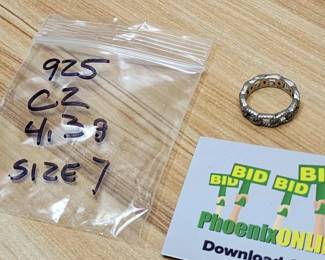 925
CZ
4.3g
SIZE 7
BID BID
BID BID
PhoenixONLI
Download